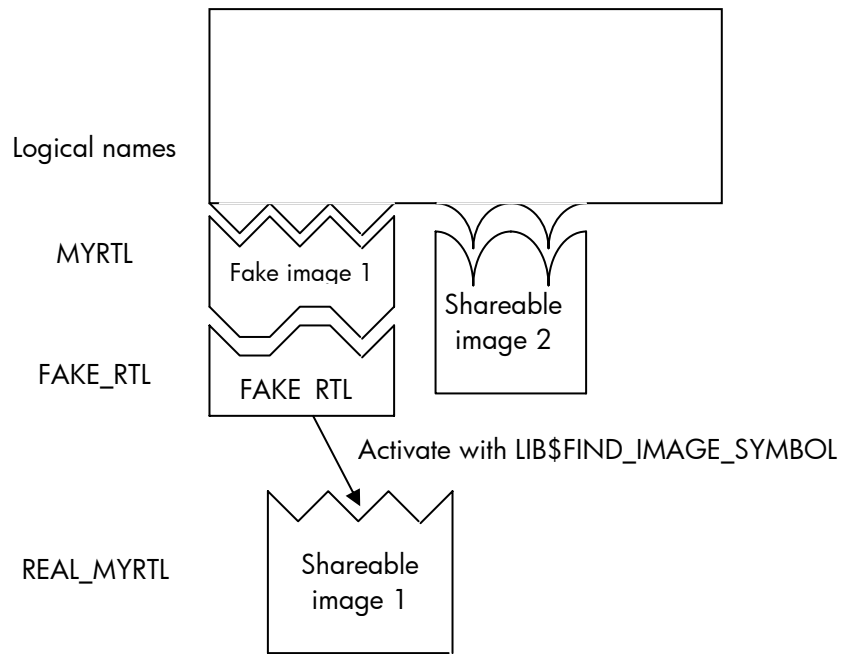 Logical names
MYRTL
Fake image 1
Shareable
image 2
FAKE_RTL
FAKE RTL
Activate with LIB$FIND_IMAGE_SYMBOL
REAL_MYRTL
Shareable
image 1